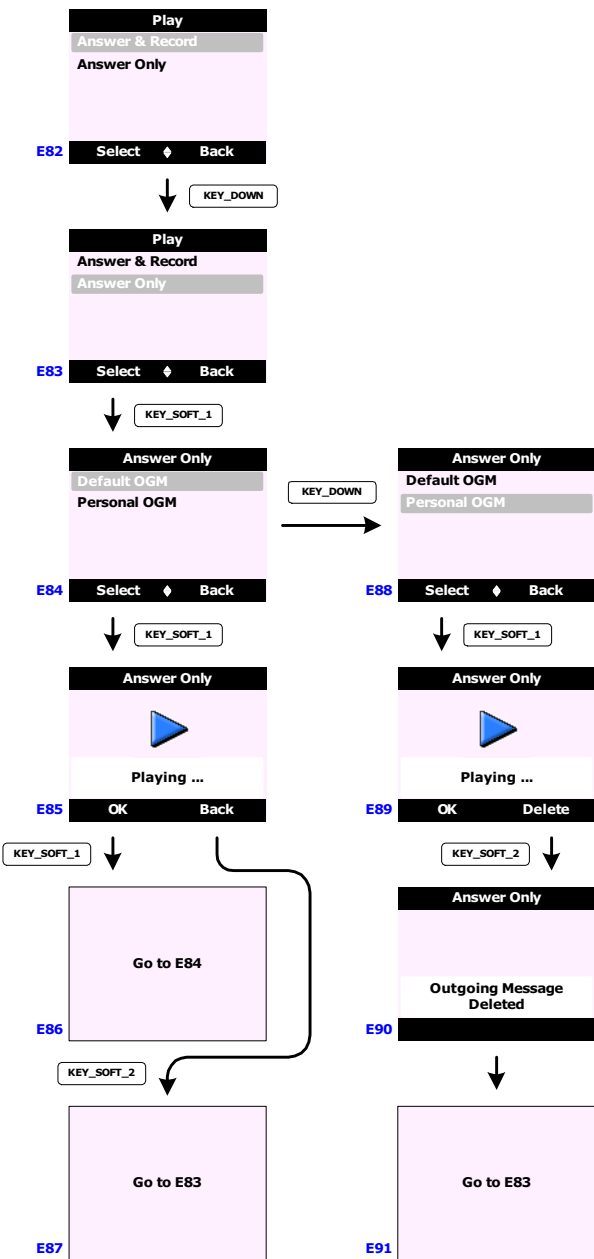 Play
Answer & Record
Answer Only
E82
Select
Back
KEY_DOWN
Play
Answer & Record
Answer Only
E83
Select
Back
KEY_SOFT_1
Answer Only
Default OGM
Personal OGM
E84
Select
Back
KEY_DOWN
Answer Only
Default OGM
Personal OGM
E88
Select
Back
KEY_SOFT_1
Answer Only
Playing ...
E85
OK
Back
KEY_SOFT_1
Answer Only
Playing ...
E89
OK
Delete
KEY_SOFT_1
Go to E84
E86
KEY_SOFT_2
Answer Only
Outgoing Message
Deleted
E90
KEY_SOFT_2
Go to E83
E87
Go to E83
E91